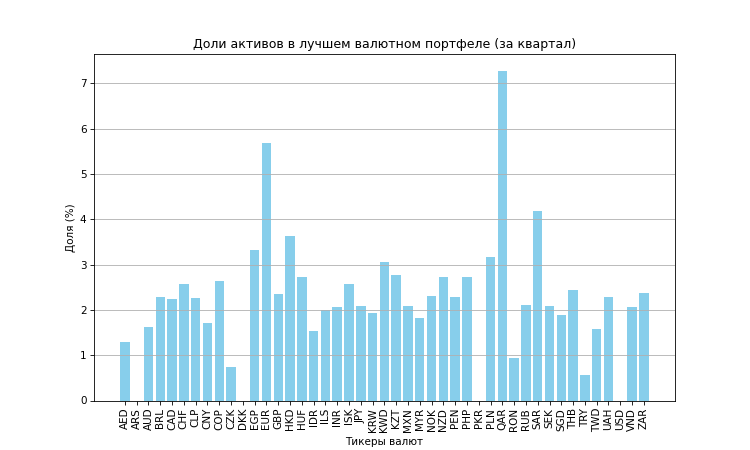 Доли активов в лучшем валютном портфеле (за квартал)
Доля (%)
7
6
5
4
3
2
1
0
AED ARS AUD BRL CAD CHF CLP CNY COP CZK DKK EGP EUR GBP HKD HUF IDR ILS INR ISK JPY KRW KWD KZT MXN MYR NOK NZD PEN PHP PKR PLN QAR RON RUB SAR SEK SGD THB TRY TWD UAH USD VND ZAR
Тикеры валют